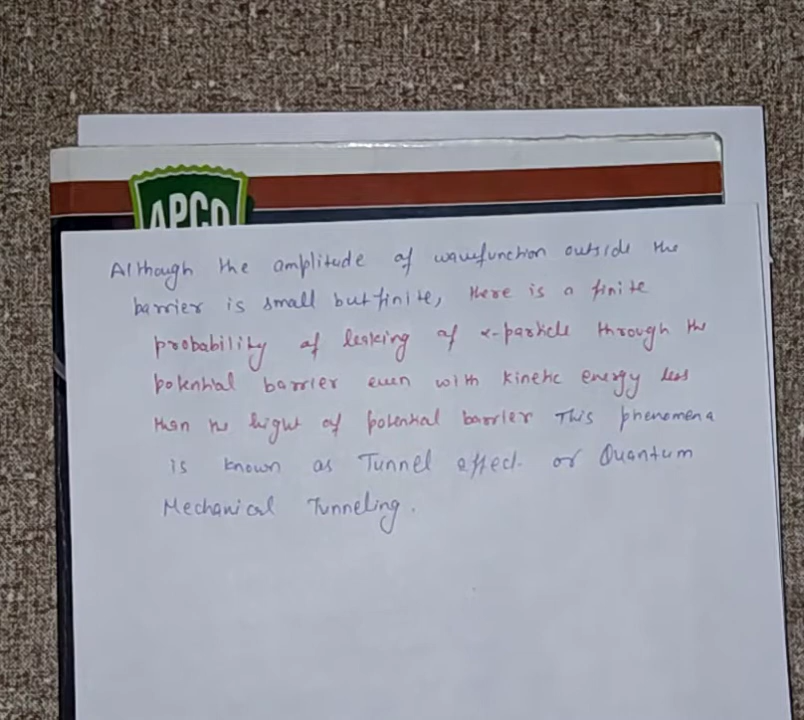 APCO
Although the amplitude of wavefunction outside the
barrier is small but finite, there is a finite
probability of leaking of α-particle through the
potential barrier even with kinetic energy less
than the hight of potential barrier This phenomena
is known as Tunnel effect. or Quantum
Mechanical Tunneling.